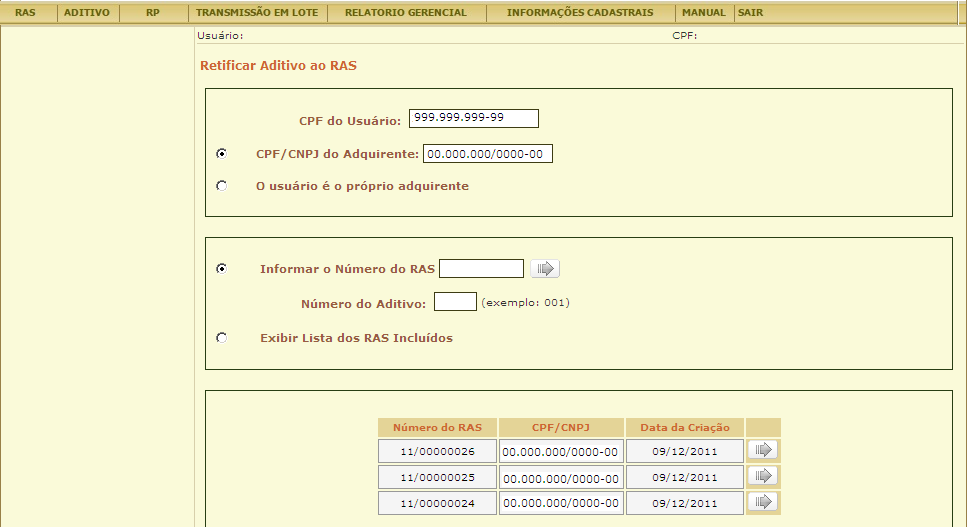 RAS ADITIVO RP TRANSMISSÃO EM LOTE RELATORIO GERENCIAL INFORMAÇÕES CADASTRAIS MANUAL SAIR
Usuário: CPF:
Retificar Aditivo ao RAS
CPF do Usuário: 999.999.999-99
CPF/CNPJ do Adquirente: 00.000.000/0000-00
O usuário é o próprio adquirente
Informar o Número do RAS
Número do Aditivo: (exemplo: 001)
Exibir Lista dos RAS Incluídos
Número do RAS CPF/CNPJ Data da Criação
11/00000026 00.000.000/0000-00 09/12/2011
11/00000025 00.000.000/0000-00 09/12/2011
11/00000024 00.000.000/0000-00 09/12/2011